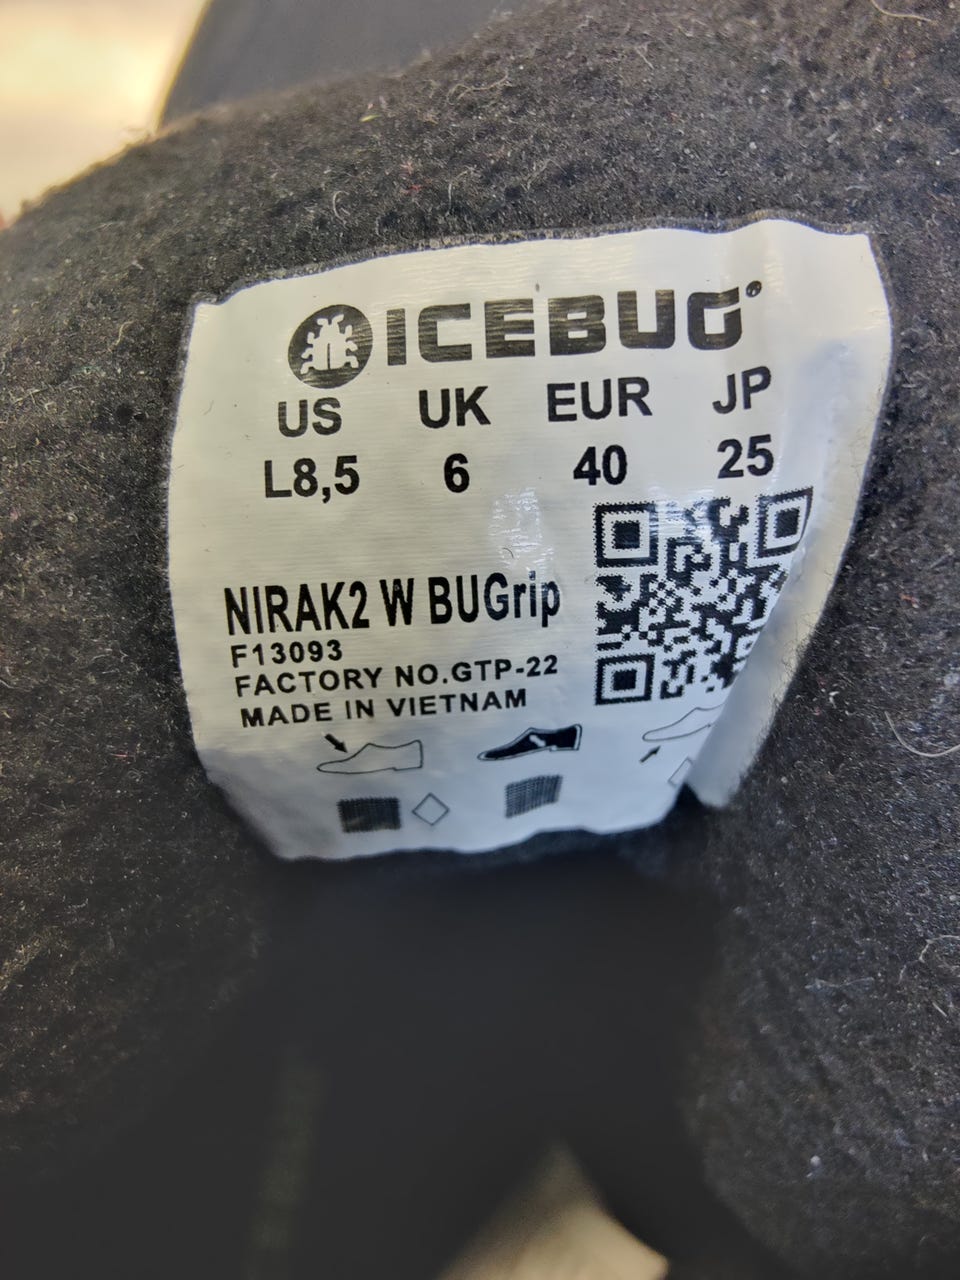 ICEBUG®
US UK EUR JP
L8,5 6 40 25
NIRAK2 W BUGrip
F13093
FACTORY NO.GTP-22
MADE IN VIETNAM